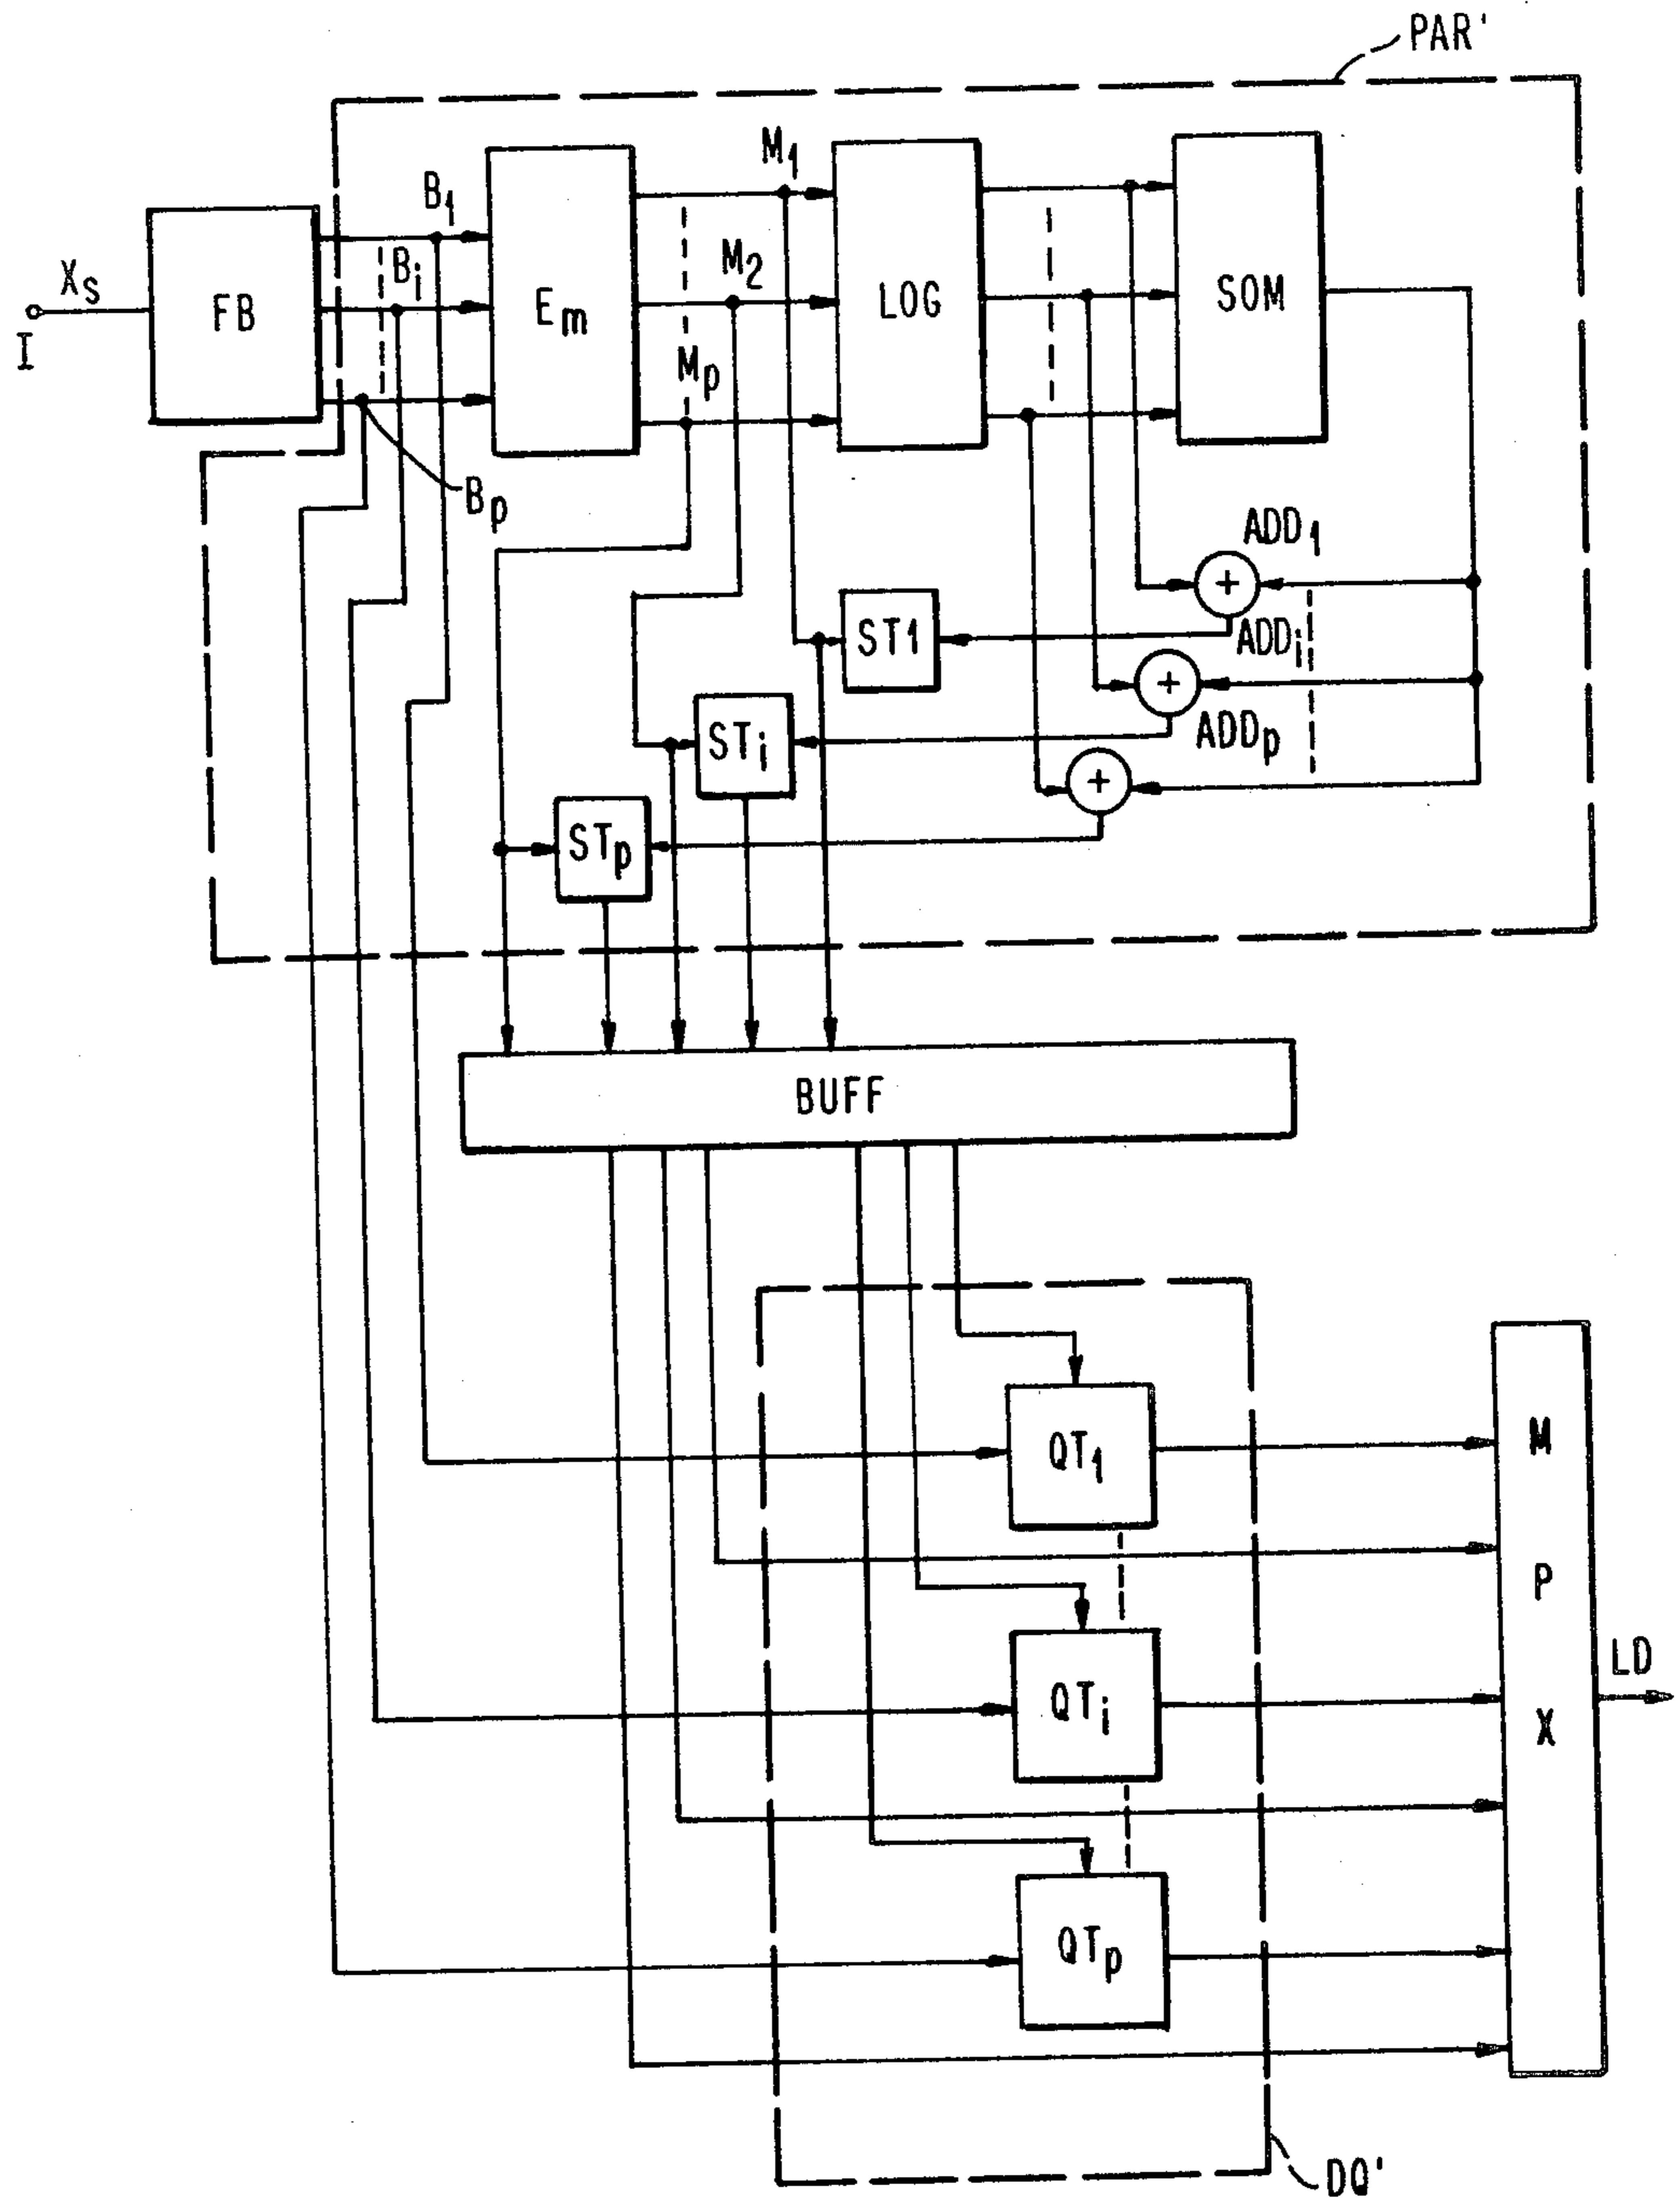 PAR'
M1
B1
XS
Bi
M2
FB
Em
LOG
SOM
I
Mp
Bp
ADD1
+
ST1
ADDi
+
STi
ADDp
+
STp
BUFF
QT1
M
P
X
QTi
LD
QTp
DQ'